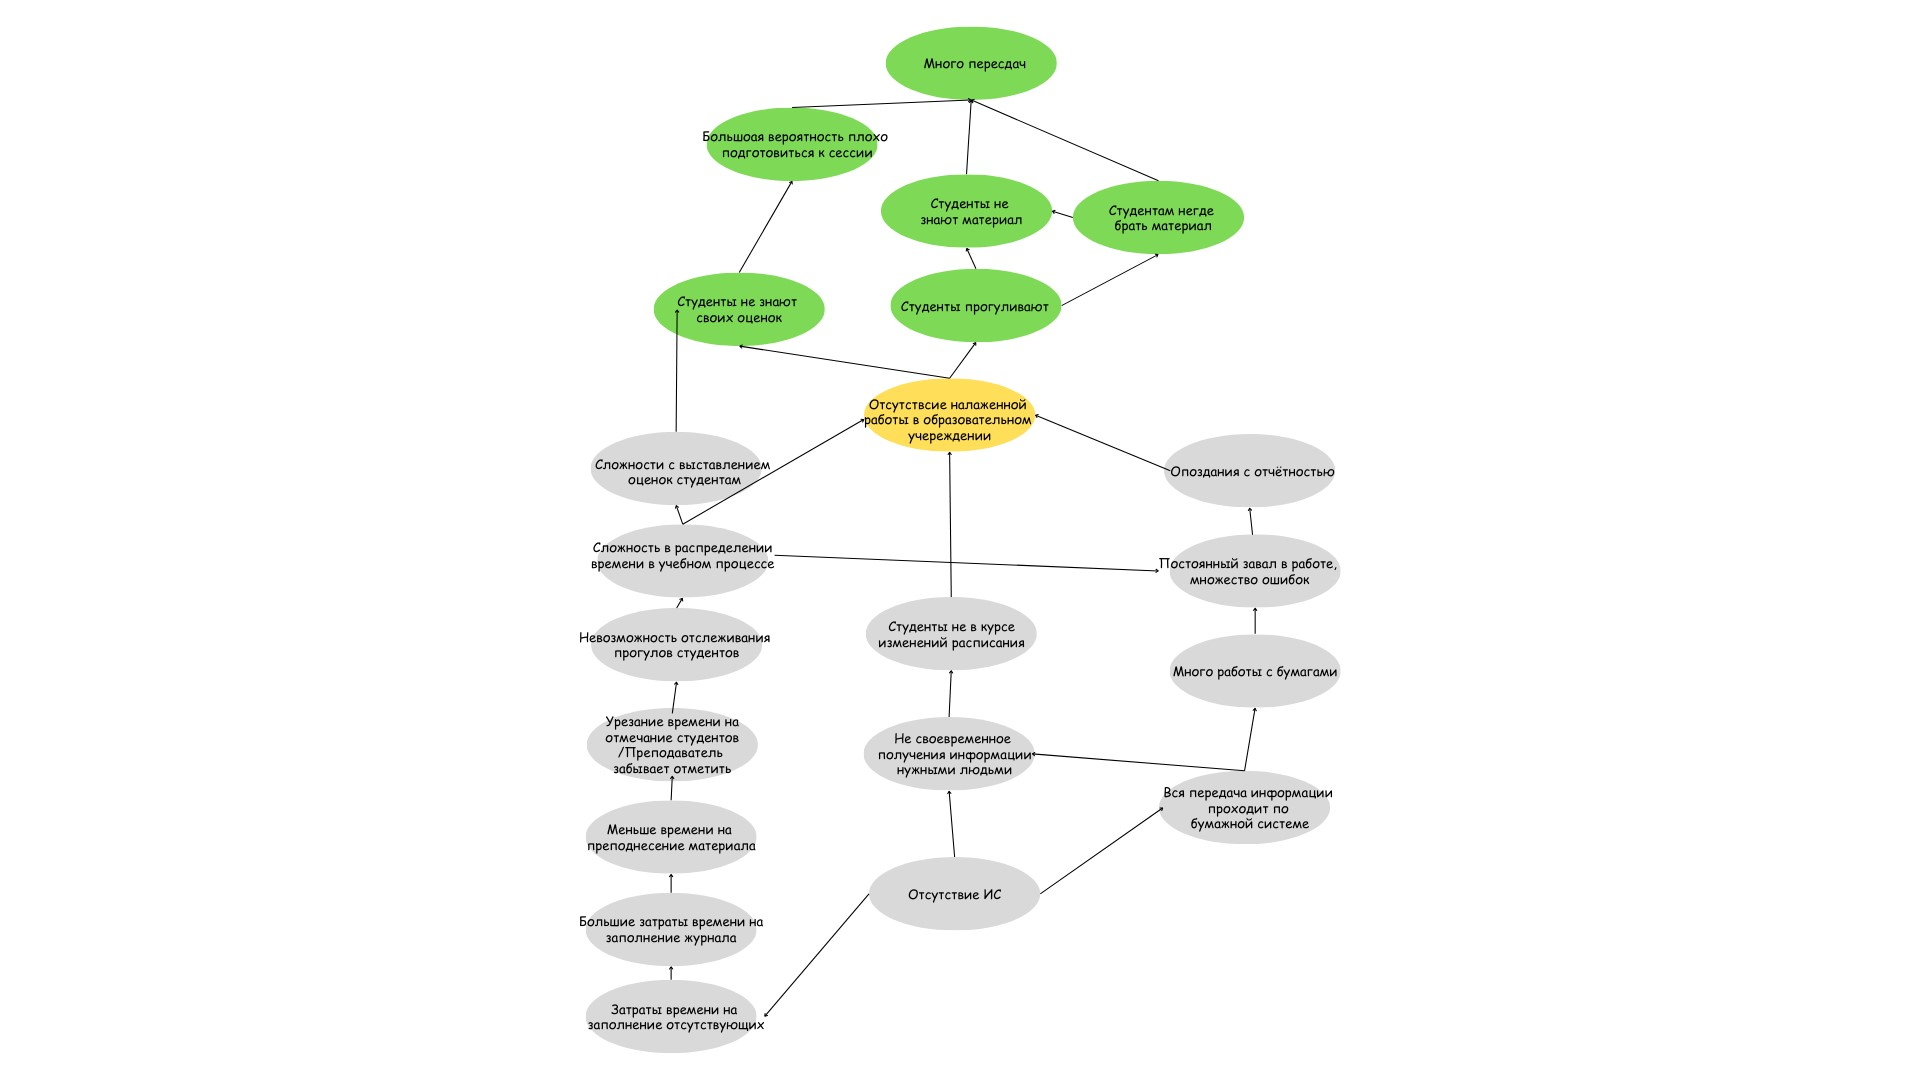 Много пересдач
Большоая вероятность плохо
подготовиться к сессии
Студенты не
знают материал
Студентам негде
брать материал
Студенты не знают
своих оценок
Студенты прогуливают
Отсутствсие налаженной
работы в образовательном
учереждении
Сложности с выставлением
оценок студентам
Опоздания с отчётностью
Сложность в распределении
времени в учебном процессе
Постоянный завал в работе,
множество ошибок
Невозможность отслеживания
прогулов студентов
Студенты не в курсе
изменений расписания
Много работы с бумагами
Урезание времени на
отмечание студентов
/Преподаватель
забывает отметить
Не своевременное
получения информации
нужными людьми
Вся передача информации
проходит по
бумажной системе
Меньше времени на
преподнесение материала
Отсутствие ИС
Большие затраты времени на
заполнение журнала
Затраты времени на
заполнение отсутствующих